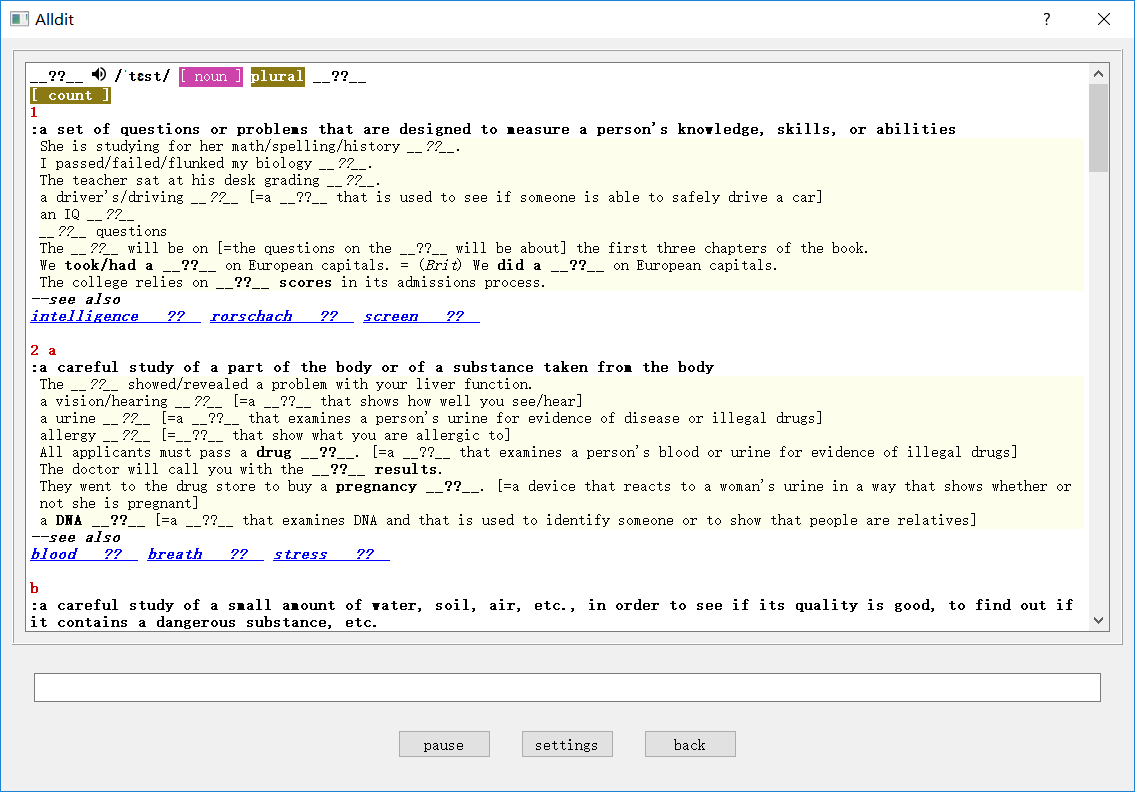 Alldit
__??__ /ˈtɛst/ [ noun ] plural __??__
[ count ]
1
:a set of questions or problems that are designed to measure a person's knowledge, skills, or abilities
She is studying for her math/spelling/history __??__.
I passed/failed/flunked my biology __??__.
The teacher sat at his desk grading __??__.
a driver's/driving __??__ [=a __??__ that is used to see if someone is able to safely drive a car]
an IQ __??__
__??__ questions
The __??__ will be on [=the questions on the __??__ will be about] the first three chapters of the book.
We took/had a __??__ on European capitals. = (Brit) We did a __??__ on European capitals.
The college relies on __??__ scores in its admissions process.
--see also
intelligence __??__ rorschach __??__ screen __??__
2 a
:a careful study of a part of the body or of a substance taken from the body
The __??__ showed/revealed a problem with your liver function.
a vision/hearing __??__ [=a __??__ that shows how well you see/hear]
a urine __??__ [=a __??__ that examines a person's urine for evidence of disease or illegal drugs]
allergy __??__ [=__??__ that show what you are allergic to]
All applicants must pass a drug __??__. [=a __??__ that examines a person's blood or urine for evidence of illegal drugs]
The doctor will call you with the __??__ results.
They went to the drug store to buy a pregnancy __??__. [=a device that reacts to a woman's urine in a way that shows whether or
not she is pregnant]
a DNA __??__ [=a __??__ that examines DNA and that is used to identify someone or to show that people are relatives]
--see also
blood __??__ breath __??__ stress __??__
b
:a careful study of a small amount of water, soil, air, etc., in order to see if its quality is good, to find out if
it contains a dangerous substance, etc.
pause settings back